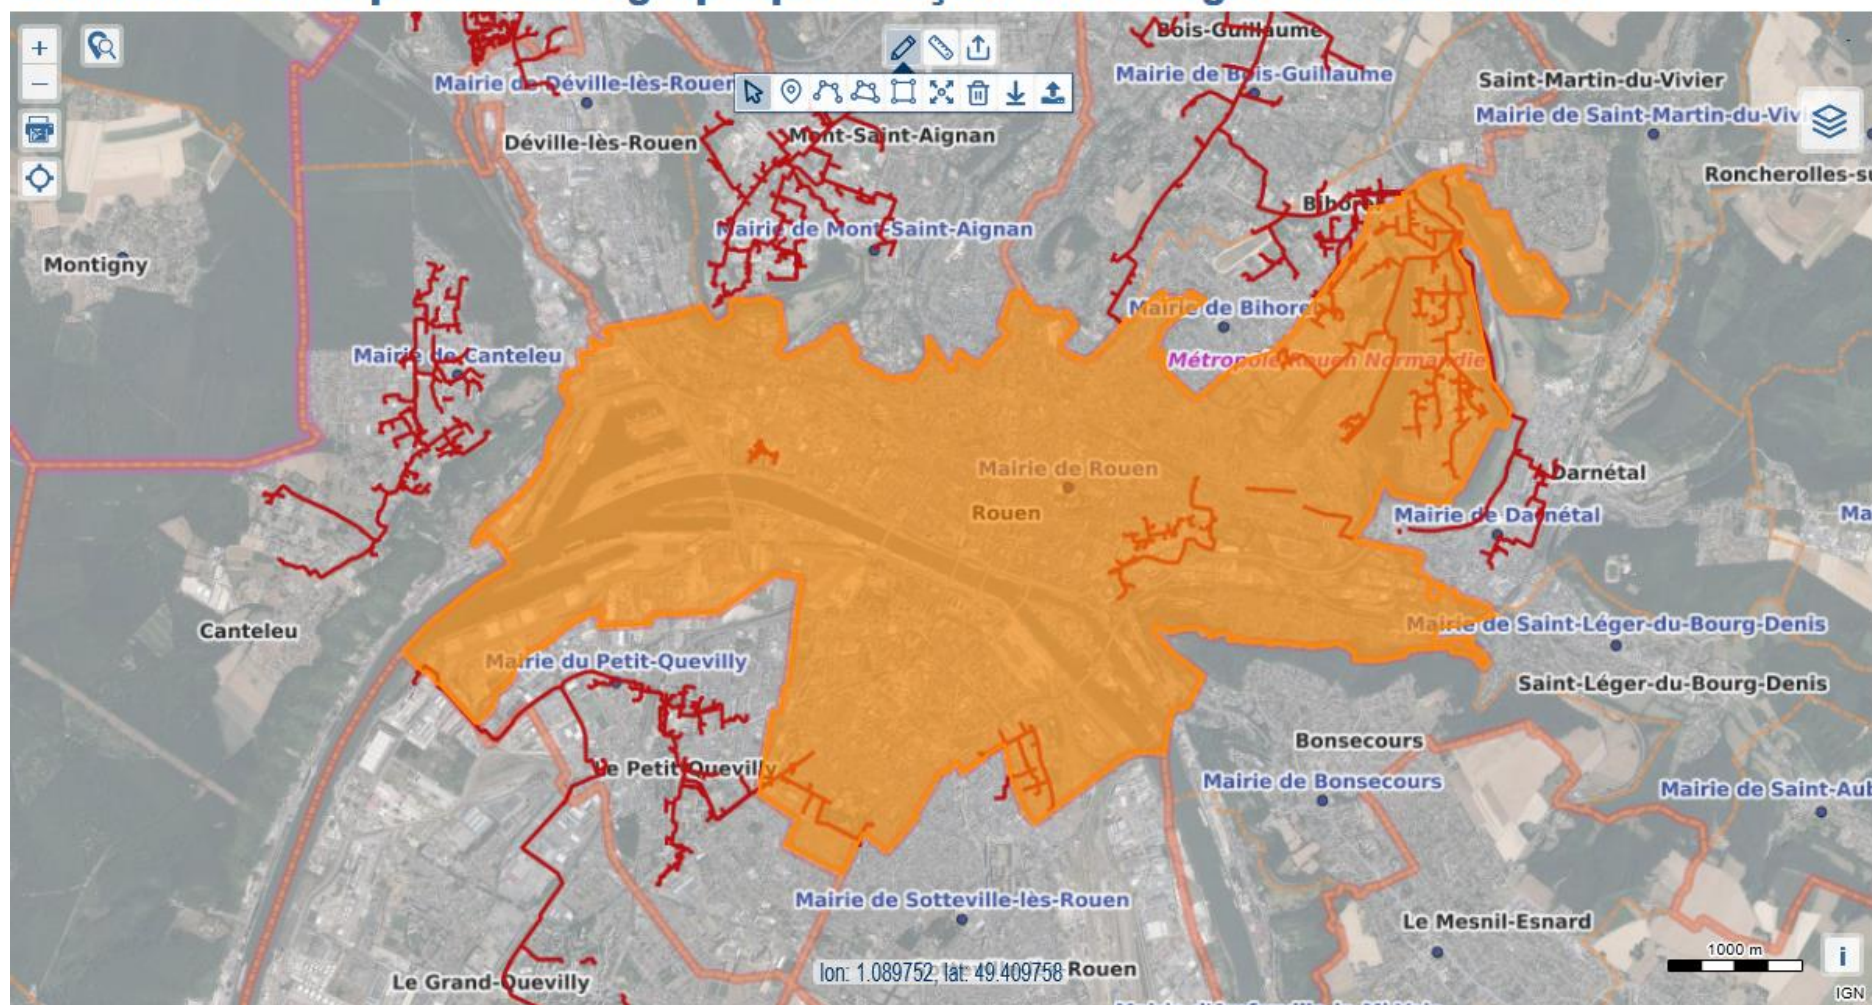 Bois-Guillaume
Mairie de Déville-lès-Rouen
Mairie de Bois-Guillaume
Saint-Martin-du-Vivier
Mairie de Saint-Martin-du-Viv
Déville-lès-Rouen
Mont-Saint-Aignan
Roncherolles-su
Bihorel
Mairie de Mont-Saint-Aignan
Montigny
Mairie de Bihorel
Mairie de Canteleu
Métropole Rouen Normandie
Mairie de Rouen
Darnétal
Rouen
Mairie de Darnétal
Ma
Canteleu
Mairie de Saint-Léger-du-Bourg-Denis
Mairie du Petit-Quevilly
Saint-Léger-du-Bourg-Denis
Bonsecours
Le Petit-Quevilly
Mairie de Bonsecours
Mairie de Saint-Aub
Mairie de Sotteville-lès-Rouen
Le Mesnil-Esnard
1000 m
i
lon: 1.089752, lat: 49.409758
Rouen
Le Grand-Quevilly
IGN